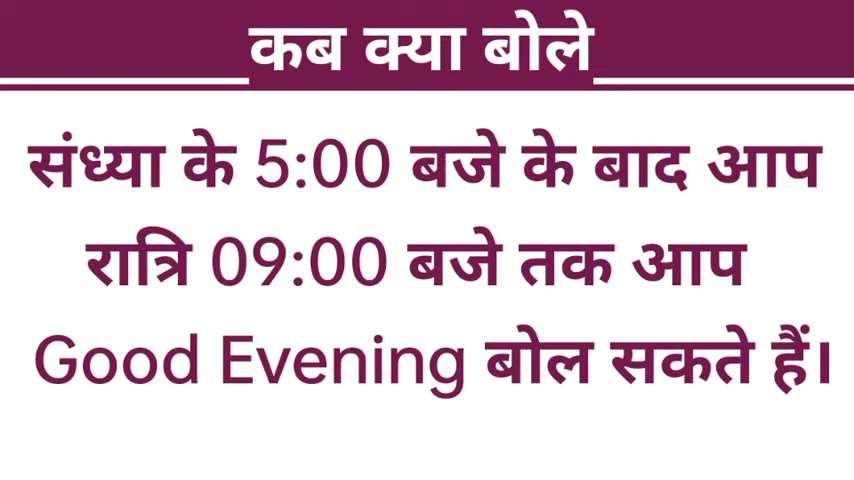 कब क्या बोले
संध्या के 5:00 बजे के बाद आप
रात्रि 09:00 बजे तक आप
Good Evening बोल सकते हैं।